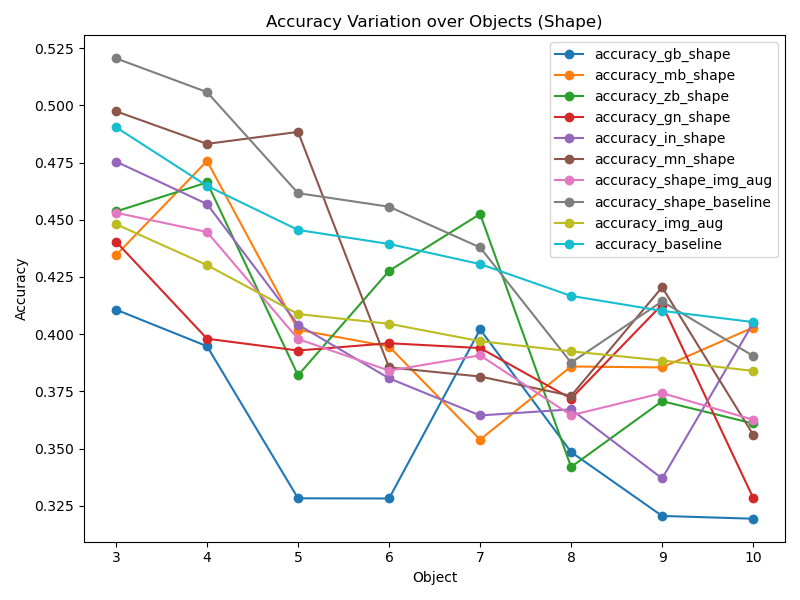 Accuracy Variation over Objects (Shape)
Accuracy
0.525
0.500
0.475
0.450
0.425
0.400
0.375
0.350
0.325
accuracy_gb_shape
accuracy_mb_shape
accuracy_zb_shape
accuracy_gn_shape
accuracy_in_shape
accuracy_mn_shape
accuracy_shape_img_aug
accuracy_shape_baseline
accuracy_img_aug
accuracy_baseline
3 4 5 6 7 8 9 10
Object